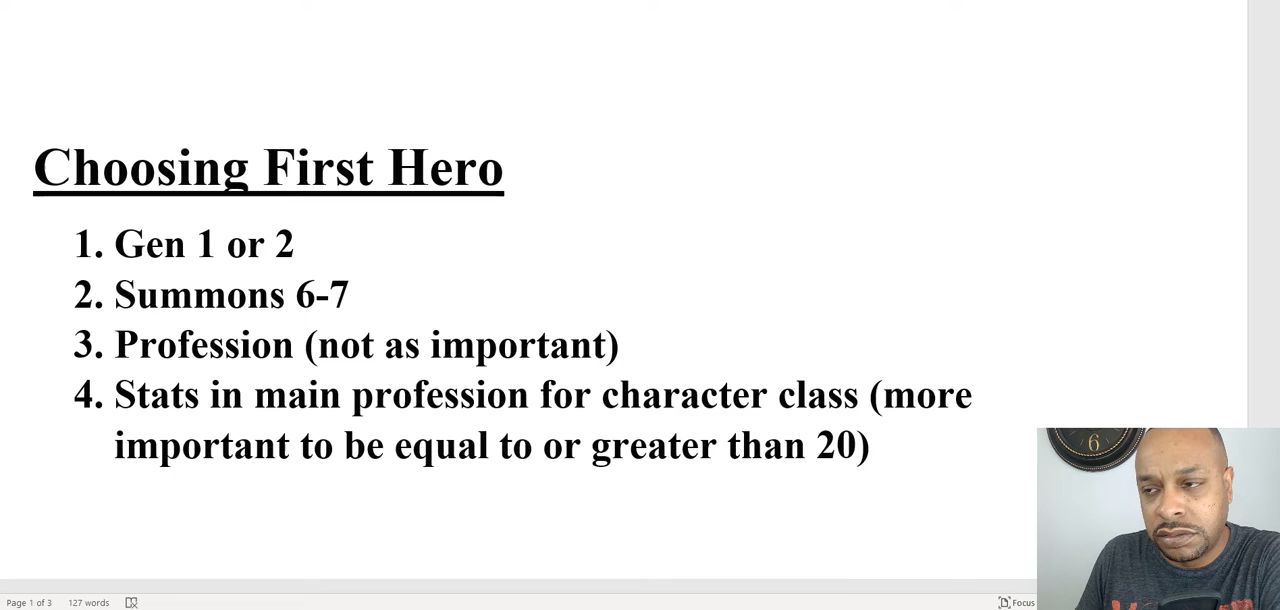 Choosing First Hero
1. Gen 1 or 2
2. Summons 6-7
3. Profession (not as important)
4. Stats in main profession for character class (more
important to be equal to or greater than 20)
6
Page 1 of 3 127 words
Focus